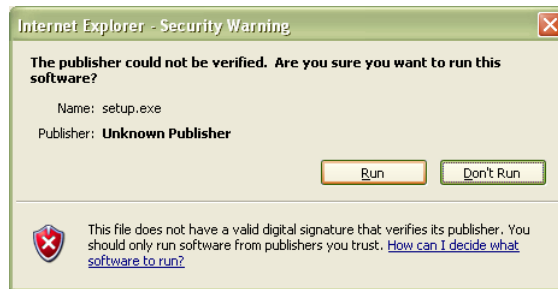 Internet Explorer - Security Warning
The publisher could not be verified.  Are you sure you want to run this
software?
Name: setup.exe
Publisher: Unknown Publisher
Run Don't Run
This file does not have a valid digital signature that verifies its publisher. You
should only run software from publishers you trust. How can I decide what
software to run?